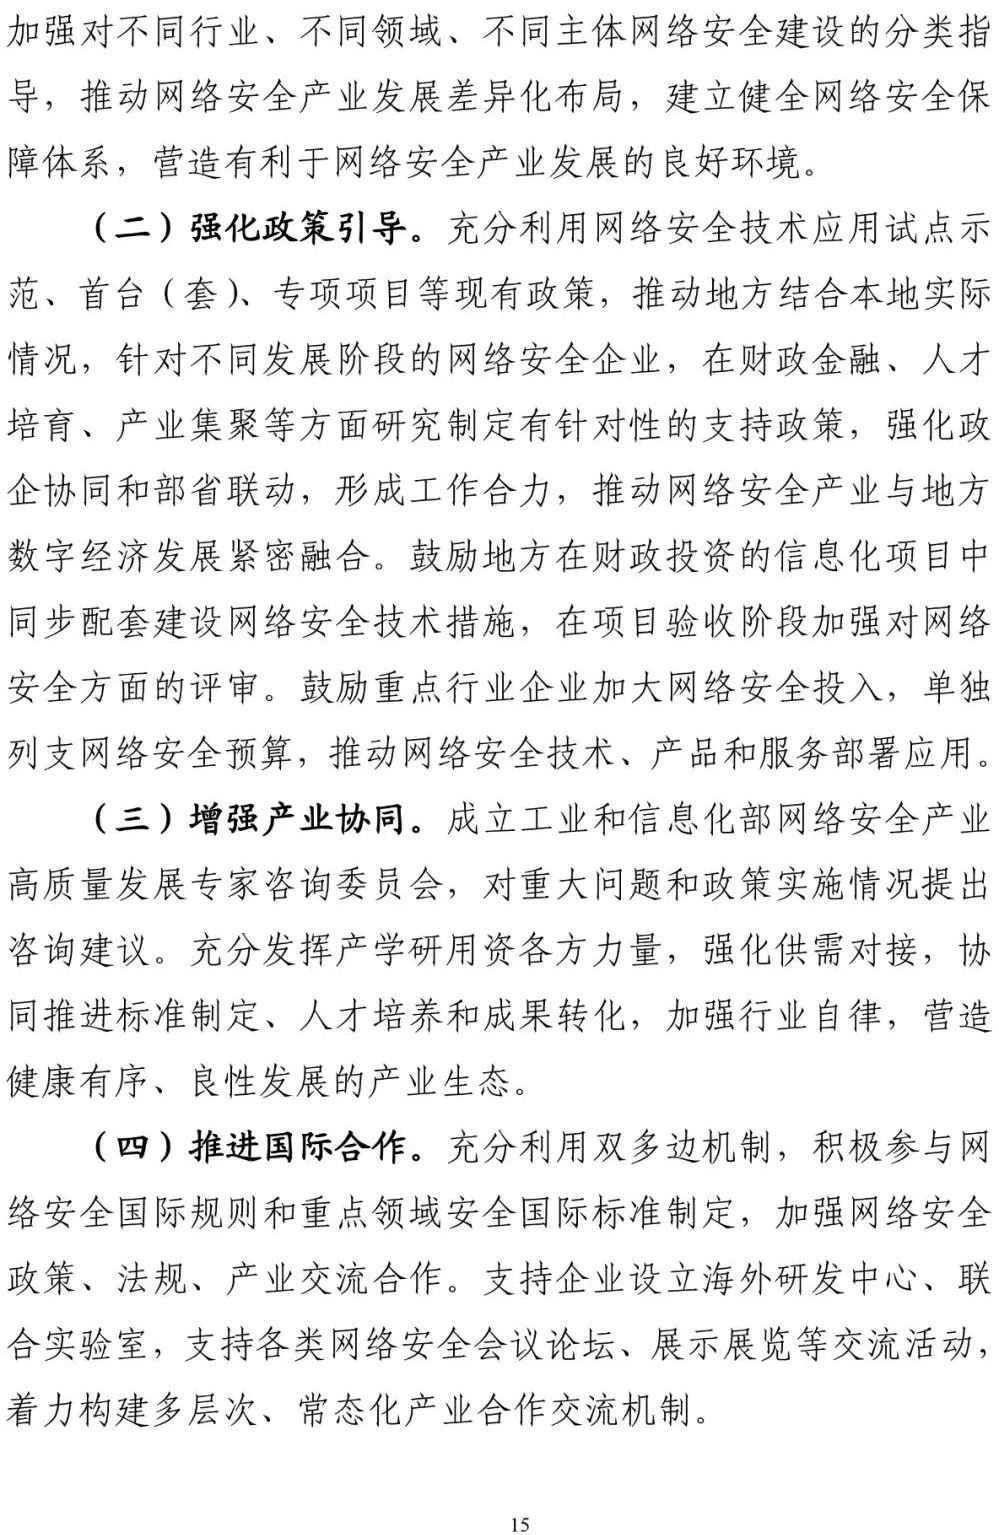 加强对不同行业、不同领域、不同主体网络安全建设的分类指
导，推动网络安全产业发展差异化布局，建立健全网络安全保
障体系，营造有利于网络安全产业发展的良好环境。
（二）强化政策引导。充分利用网络安全技术应用试点示
范、首台（套）、专项项目等现有政策，推动地方结合本地实际
情况，针对不同发展阶段的网络安全企业，在财政金融、人才
培育、产业集聚等方面研究制定有针对性的支持政策，强化政
企协同和部省联动，形成工作合力，推动网络安全产业与地方
数字经济发展紧密融合。鼓励地方在财政投资的信息化项目中
同步配套建设网络安全技术措施，在项目验收阶段加强对网络
安全方面的评审。鼓励重点行业企业加大网络安全投入，单独
列支网络安全预算，推动网络安全技术、产品和服务部署应用。
（三）增强产业协同。成立工业和信息化部网络安全产业
高质量发展专家咨询委员会，对重大问题和政策实施情况提出
咨询建议。充分发挥产学研用资各方力量，强化供需对接，协
同推进标准制定、人才培养和成果转化，加强行业自律，营造
健康有序、良性发展的产业生态。
（四）推进国际合作。充分利用双多边机制，积极参与网
络安全国际规则和重点领域安全国际标准制定，加强网络安全
政策、法规、产业交流合作。支持企业设立海外研发中心、联
合实验室，支持各类网络安全会议论坛、展示展览等交流活动，
着力构建多层次、常态化产业合作交流机制。
15